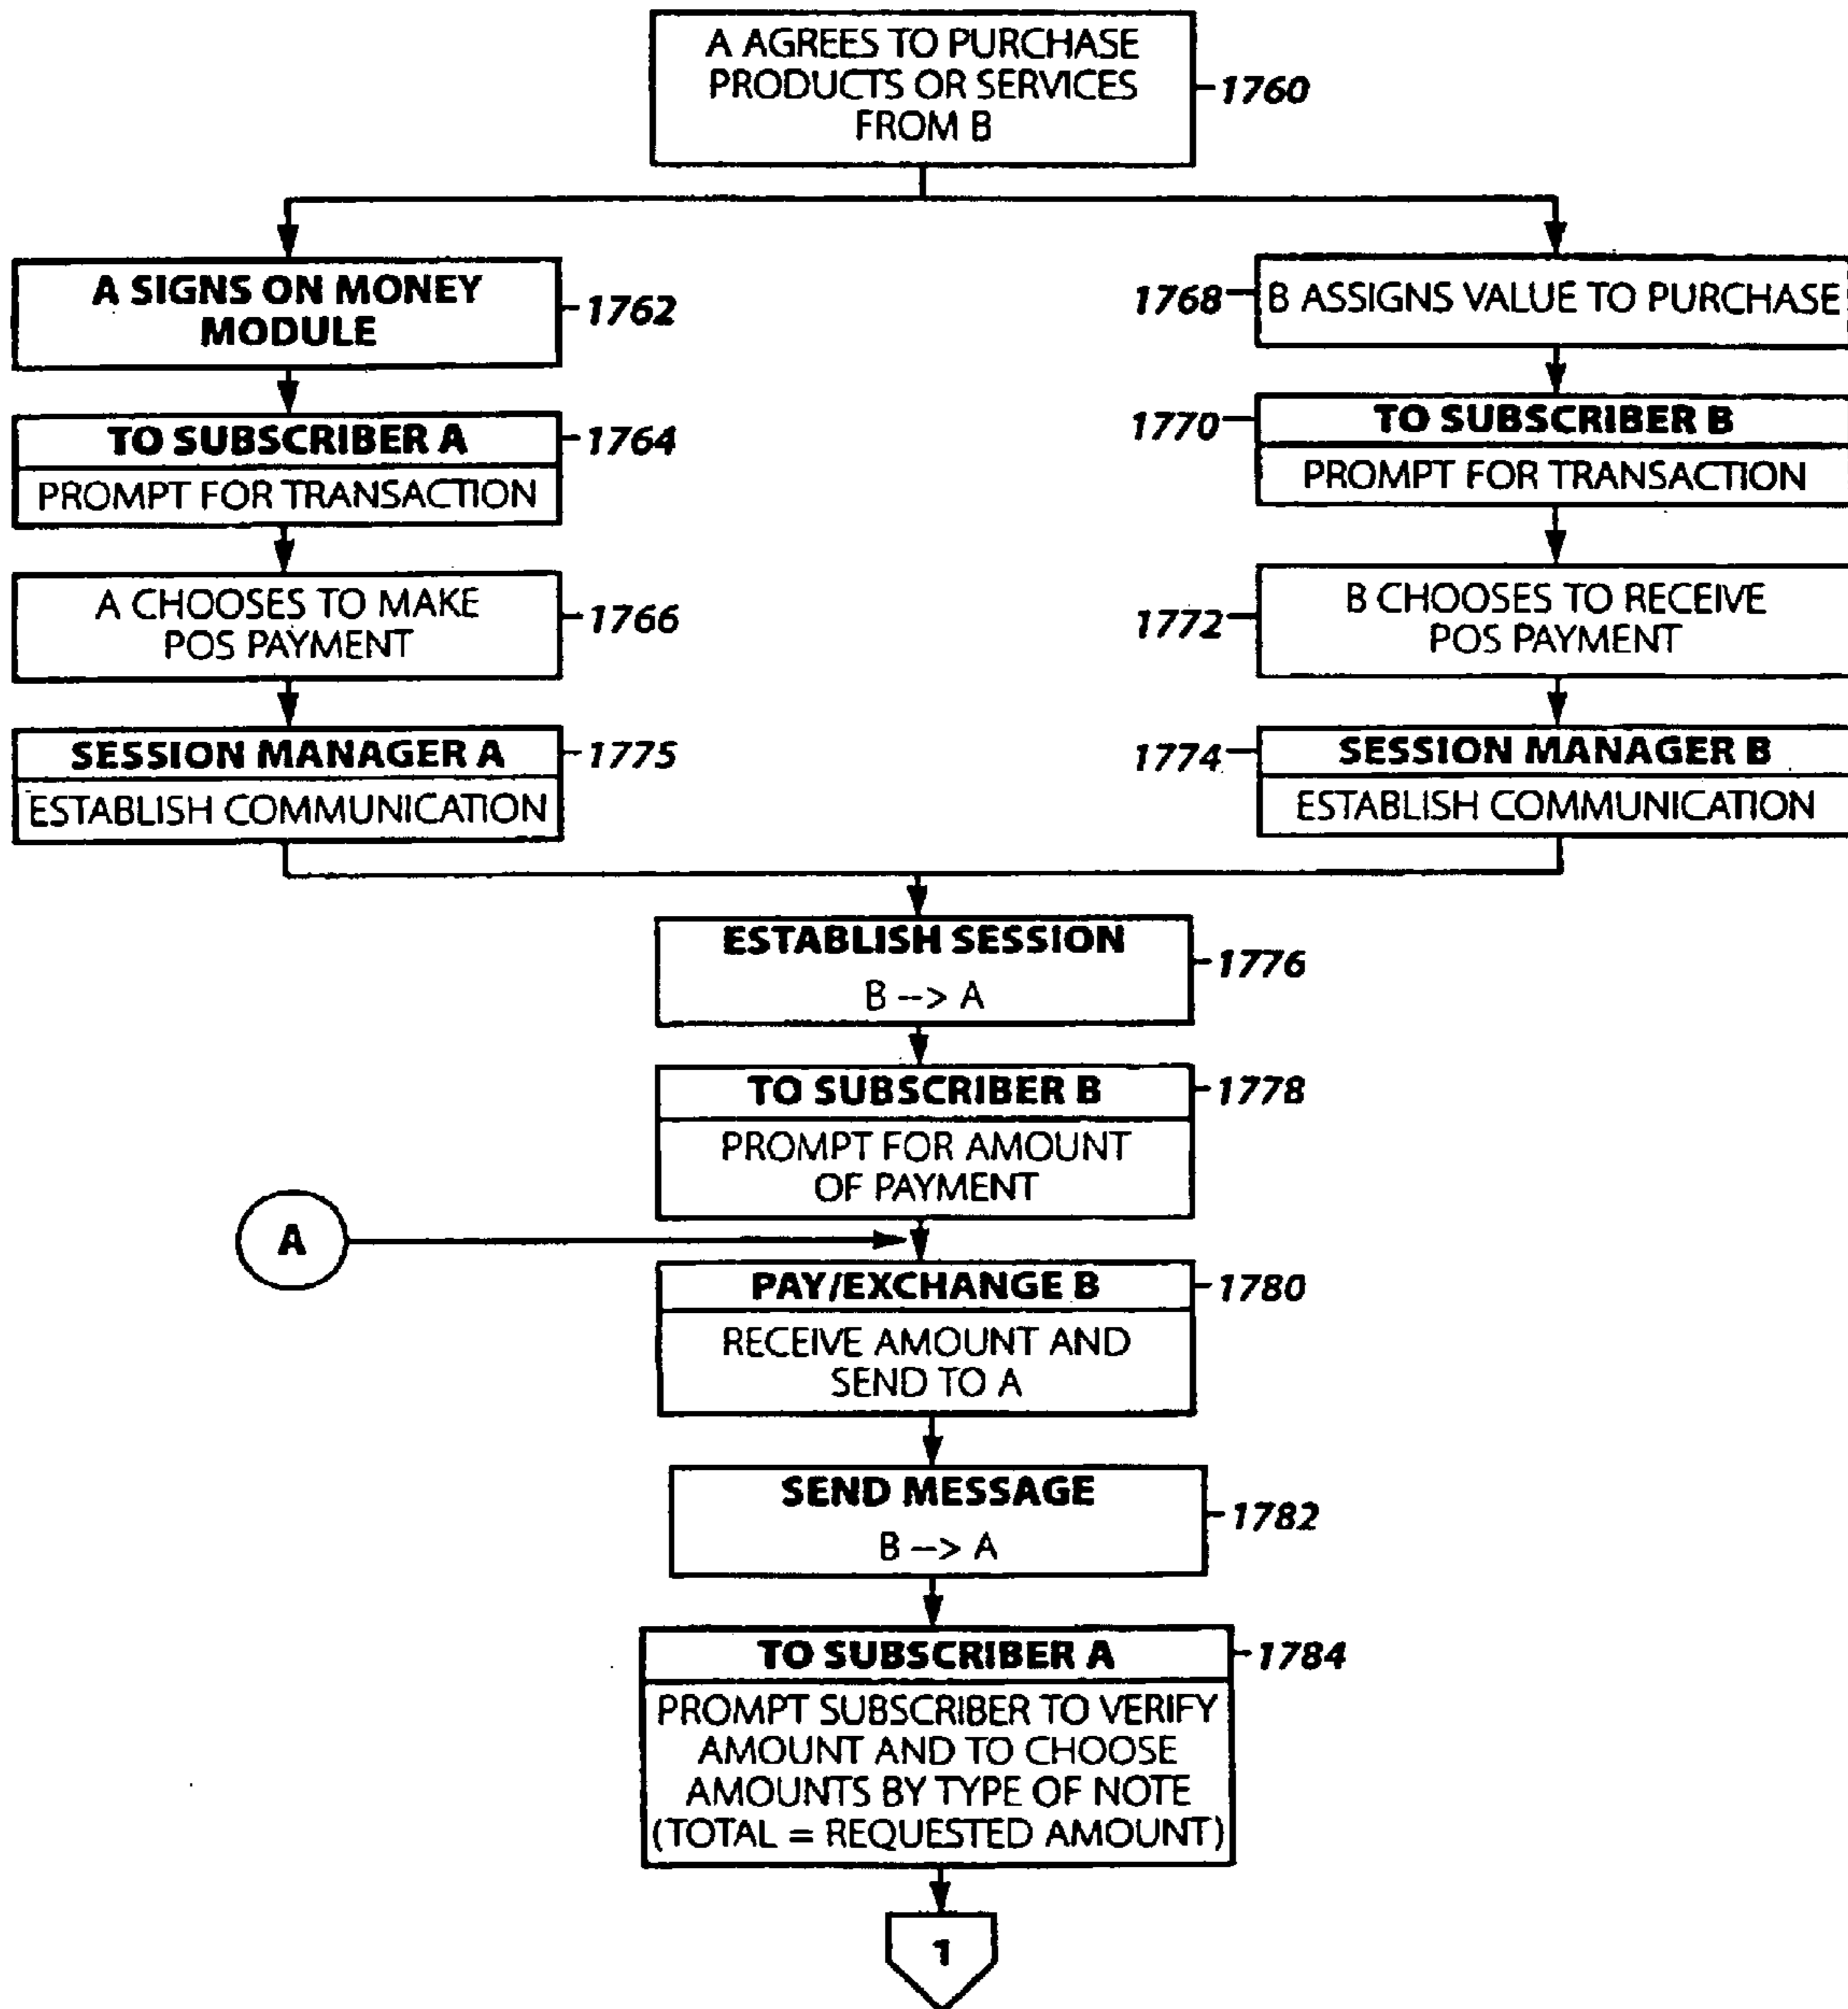 A AGREES TO PURCHASE
PRODUCTS OR SERVICES
FROM B
1760
A SIGNS ON MONEY
MODULE
1762
TO SUBSCRIBER A
1764
PROMPT FOR TRANSACTION
A CHOOSES TO MAKE
POS PAYMENT
1766
SESSION MANAGER A
1775
ESTABLISH COMMUNICATION
1768
B ASSIGNS VALUE TO PURCHASE
1770
TO SUBSCRIBER B
PROMPT FOR TRANSACTION
1772
B CHOOSES TO RECEIVE
POS PAYMENT
1774
SESSION MANAGER B
ESTABLISH COMMUNICATION
ESTABLISH SESSION
B --> A
1776
TO SUBSCRIBER B
1778
PROMPT FOR AMOUNT
OF PAYMENT
A
PAY/EXCHANGE B
1780
RECEIVE AMOUNT AND
SEND TO A
SEND MESSAGE
B --> A
1782
TO SUBSCRIBER A
1784
PROMPT SUBSCRIBER TO VERIFY
AMOUNT AND TO CHOOSE
AMOUNTS BY TYPE OF NOTE
(TOTAL = REQUESTED AMOUNT)
1